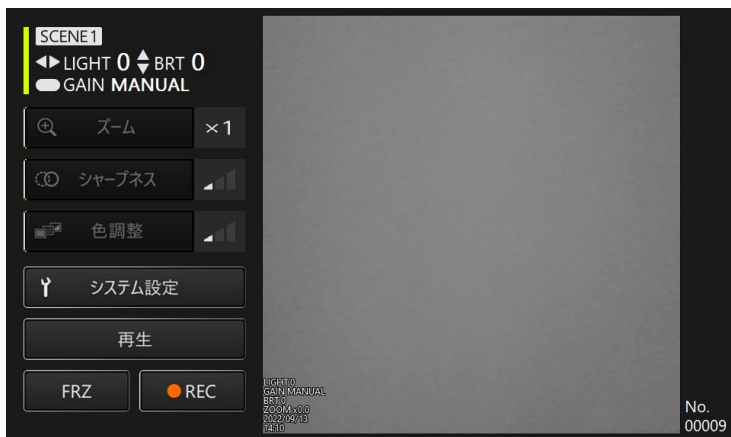 SCENE1
LIGHT 0 BRT 0
GAIN MANUAL
ズーム ×1
シャープネス
色調整
システム設定
再生
FRZ REC
LIGHT 0
GAIN MANUAL
BRT 0
ZOOM x0.0
2022/09/13
14:10
No.
00009